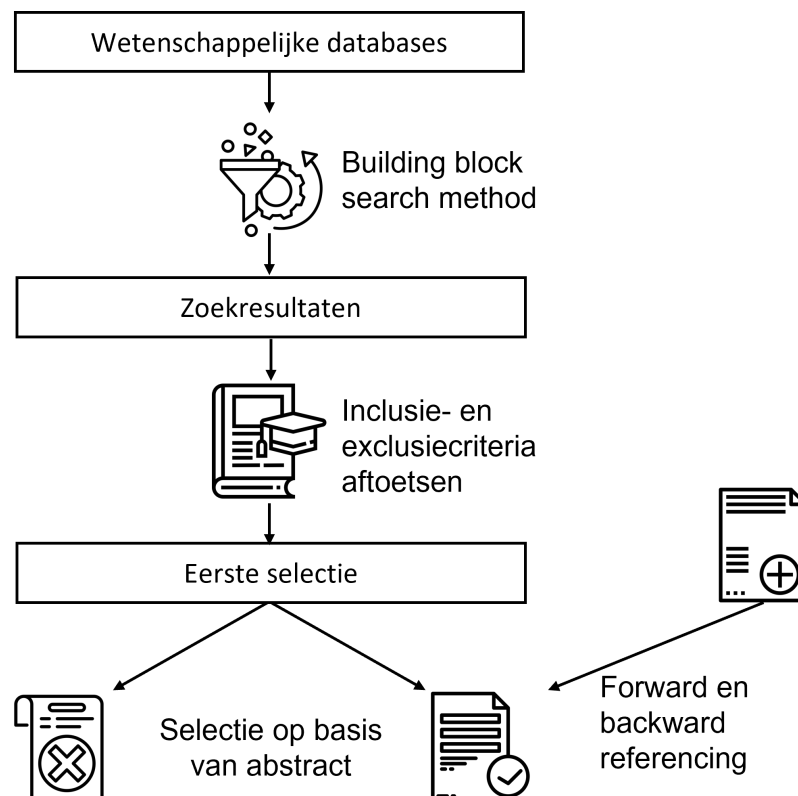 Wetenschappelijke databases
Building block
search method
Zoekresultaten
Inclusie- en
exclusiecriteria
aftoetsen
Eerste selectie
Selectie op basis
van abstract
Forward en
backward
referencing